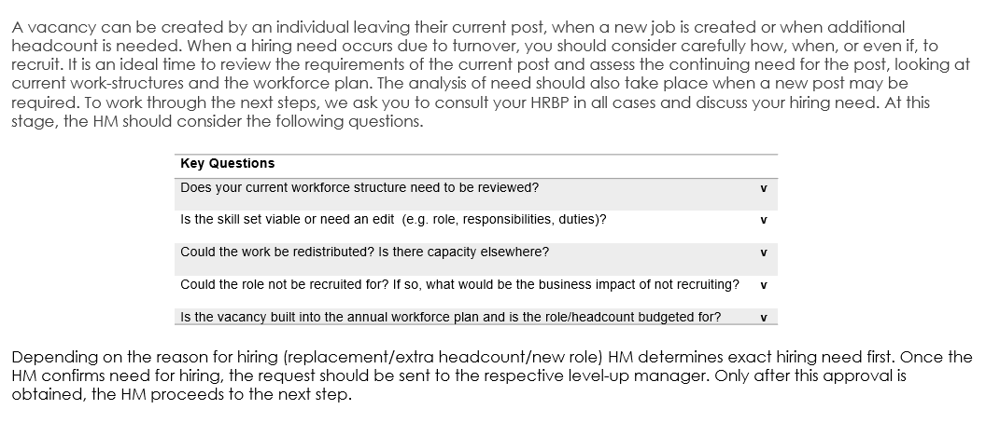 A vacancy can be created by an individual leaving their current post, when a new job is created or when additional
headcount is needed. When a hiring need occurs due to turnover, you should consider carefully how, when, or even if, to
recruit. It is an ideal time to review the requirements of the current post and assess the continuing need for the post, looking at
current work-structures and the workforce plan. The analysis of need should also take place when a new post may be
required. To work through the next steps, we ask you to consult your HRBP in all cases and discuss your hiring need. At this
stage, the HM should consider the following questions.
Key Questions
Does your current workforce structure need to be reviewed? v
Is the skill set viable or need an edit (e.g. role, responsibilities, duties)? v
Could the work be redistributed? Is there capacity elsewhere? v
Could the role not be recruited for? If so, what would be the business impact of not recruiting? v
Is the vacancy built into the annual workforce plan and is the role/headcount budgeted for? v
Depending on the reason for hiring (replacement/extra headcount/new role) HM determines exact hiring need first. Once the
HM confirms need for hiring, the request should be sent to the respective level-up manager. Only after this approval is
obtained, the HM proceeds to the next step.